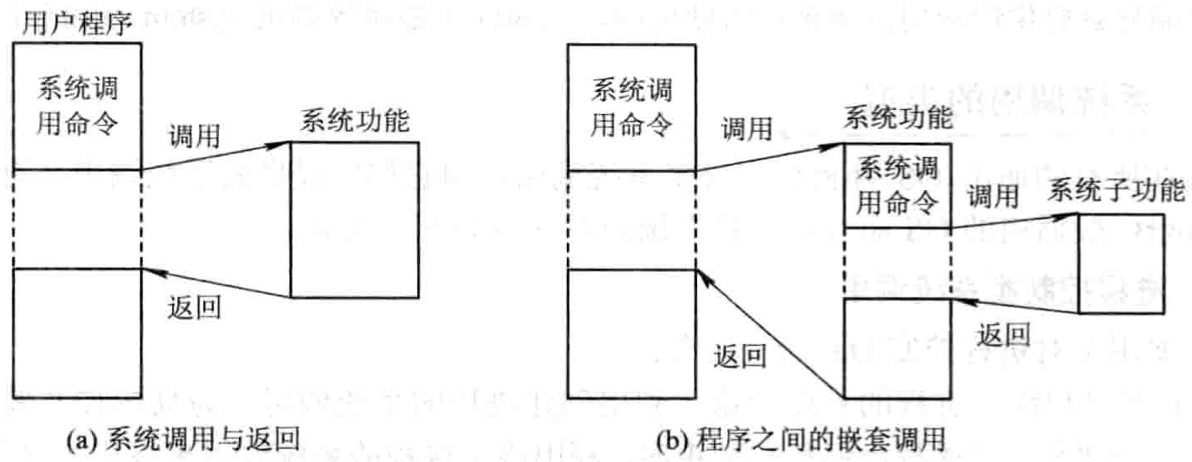 用户程序
系统调
用命令
调用
系统功能
返回
(a) 系统调用与返回
系统调
用命令
调用
系统功能
系统调
用命令
调用
系统子功能
返回
返回
(b) 程序之间的嵌套调用